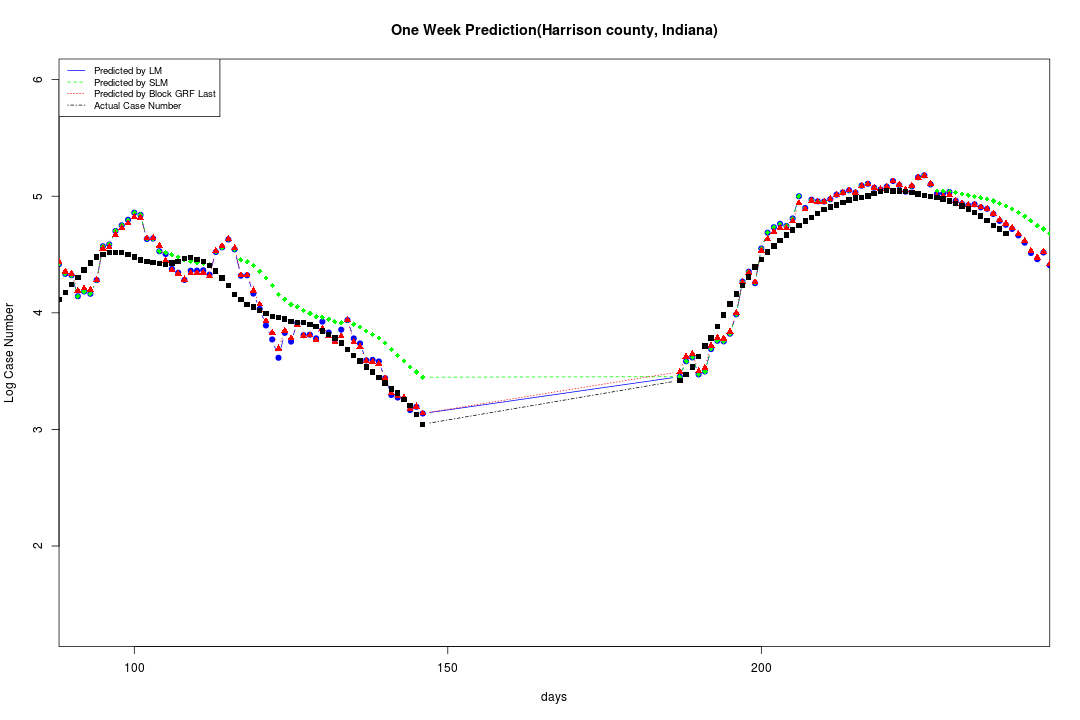 One Week Prediction(Harrison county, Indiana)
Predicted by LM
Predicted by SLM
Predicted by Block GRF Last
Actual Case Number
6
5
4
3
2
Log Case Number
100 150 200
days